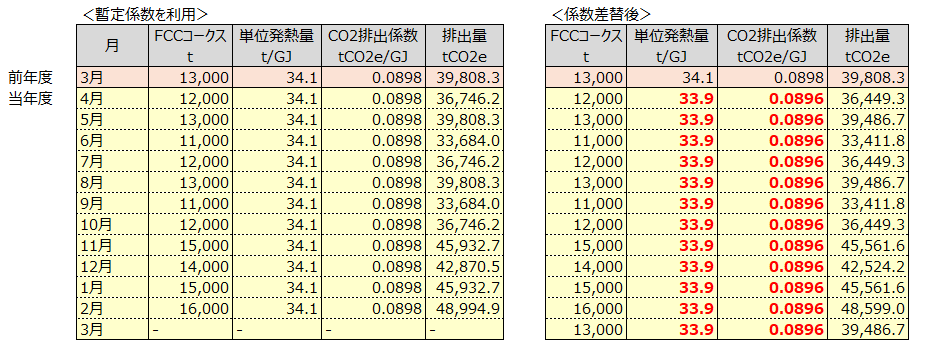 ＜暫定係数を利用＞ ＜係数差替後＞
月 FCCコークス 単位発熱量 CO2排出係数 排出量 FCCコークス 単位発熱量 CO2排出係数 排出量
t t/GJ tCO2e/GJ tCO2e t t/GJ tCO2e/GJ tCO2e
前年度 3月 13,000 34.1 0.0898 39,808.3 13,000 34.1 0.0898 39,808.3
当年度 4月 12,000 34.1 0.0898 36,746.2 12,000 33.9 0.0896 36,449.3
5月 13,000 34.1 0.0898 39,808.3 13,000 33.9 0.0896 39,486.7
6月 11,000 34.1 0.0898 33,684.0 11,000 33.9 0.0896 33,411.8
7月 12,000 34.1 0.0898 36,746.2 12,000 33.9 0.0896 36,449.3
8月 13,000 34.1 0.0898 39,808.3 13,000 33.9 0.0896 39,486.7
9月 11,000 34.1 0.0898 33,684.0 11,000 33.9 0.0896 33,411.8
10月 12,000 34.1 0.0898 36,746.2 12,000 33.9 0.0896 36,449.3
11月 15,000 34.1 0.0898 45,932.7 15,000 33.9 0.0896 45,561.6
12月 14,000 34.1 0.0898 42,870.5 14,000 33.9 0.0896 42,524.2
1月 15,000 34.1 0.0898 45,932.7 15,000 33.9 0.0896 45,561.6
2月 16,000 34.1 0.0898 48,994.9 16,000 33.9 0.0896 48,599.0
3月 - - - - 13,000 33.9 0.0896 39,486.7